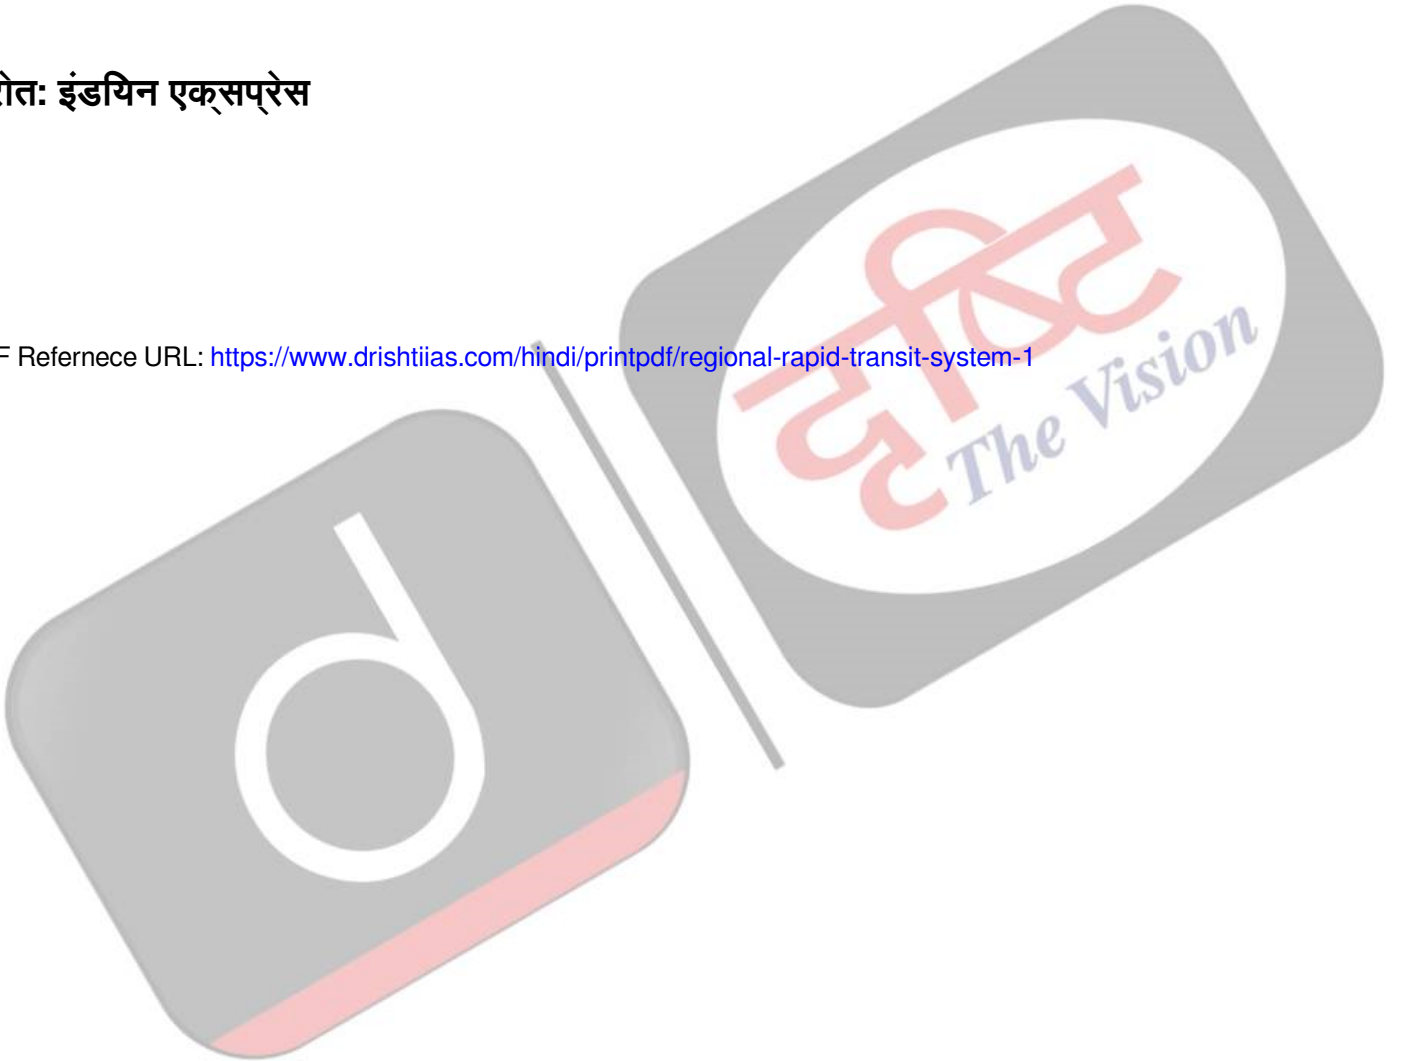 रोत: इंडियन एक्सप्रेस
F Refernece URL: https://www.drishtiias.com/hindi/printpdf/regional-rapid-transit-system-1
दृष्टि
The Vision
d